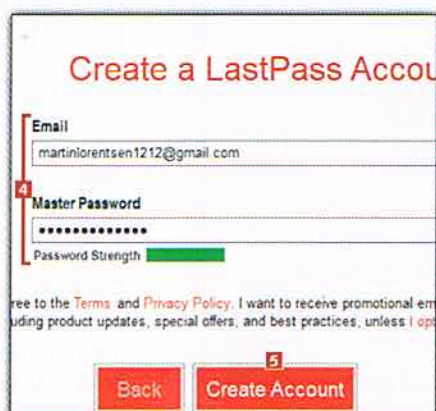 Create a LastPass Accou
Email
martinlorentsen1212@gmail.com
4
Master Password
•••••••••••••
Password Strength
ree to the Terms and Privacy Policy. I want to receive promotional em
uding product updates, special offers, and best practices, unless I opt
5
Back
Create Account